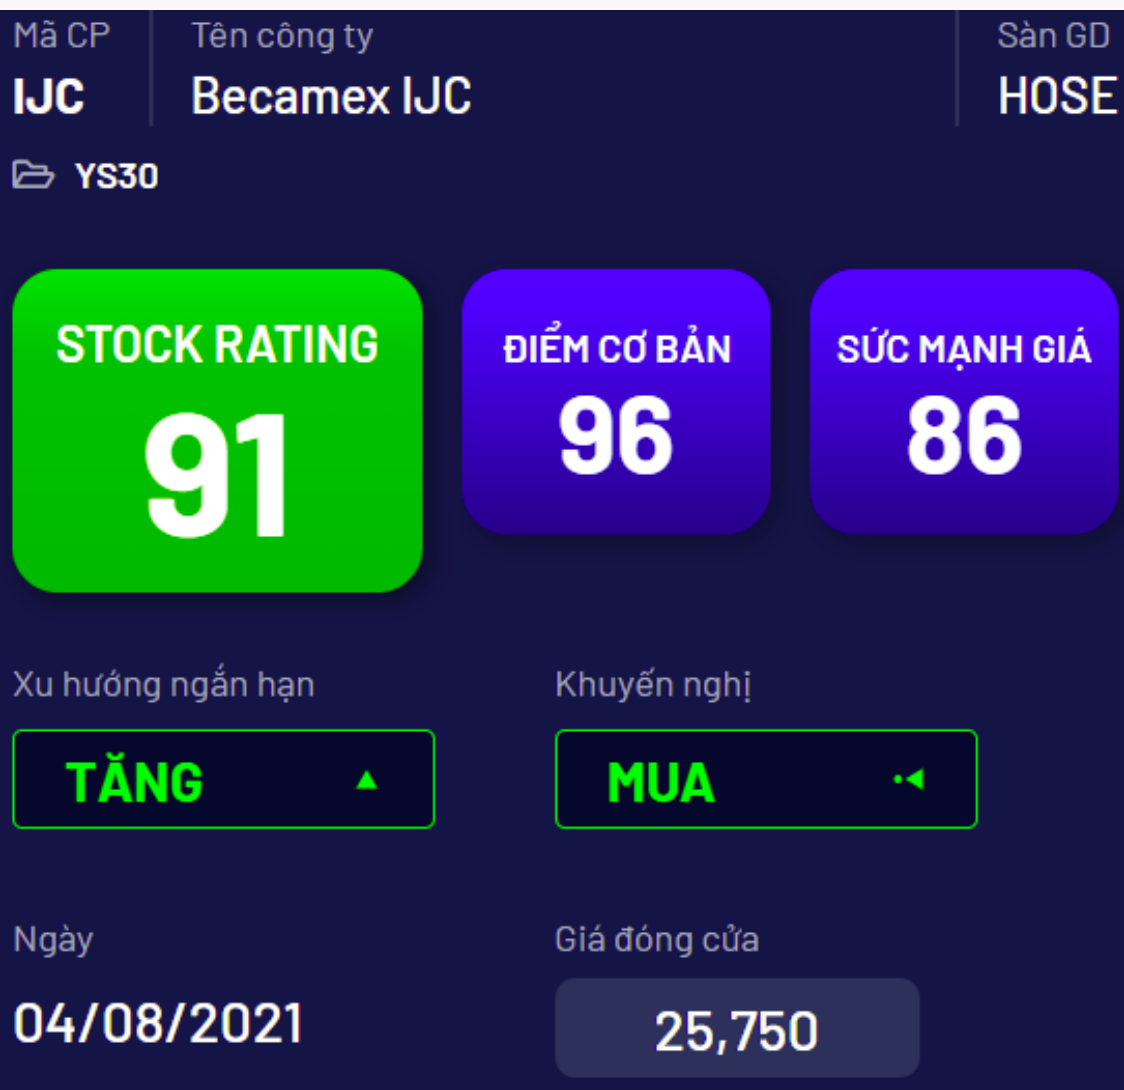 Mã CP
IJC
Tên công ty
Becamex IJC
Sàn GD
HOSE
YS30
STOCK RATING
91
ĐIỂM CƠ BẢN
96
SỨC MẠNH GIÁ
86
Xu hướng ngắn hạn
TĂNG
Khuyến nghị
MUA
Ngày
04/08/2021
Giá đóng cửa
25,750